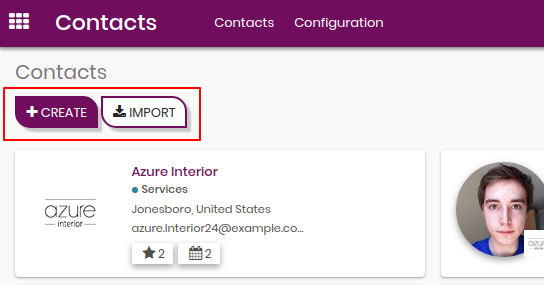 Contacts Contacts Configuration
Contacts
CREATE IMPORT
Azure Interior
Services
azure
interior
Jonesboro, United States
azure.Interior24@example.co...
2 2